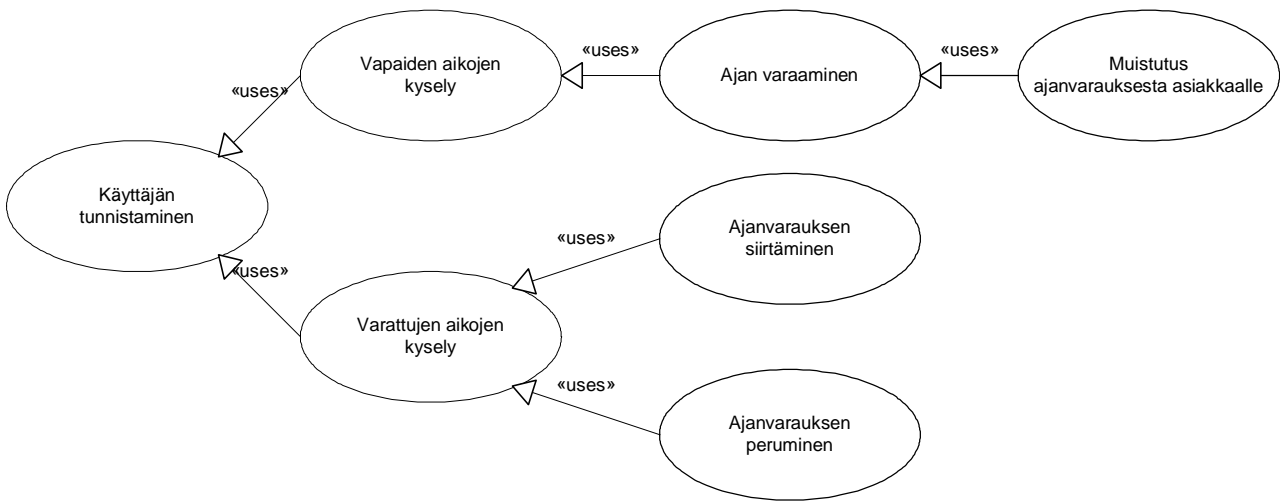 «uses»
«uses»
Vapaiden aikojen
kysely
Ajan varaaminen
Muistutus
ajanvarauksesta asiakkaalle
«uses»
Käyttäjän
tunnistaminen
«uses»
Ajanvarauksen
siirtäminen
«uses»
Varattujen aikojen
kysely
«uses»
Ajanvarauksen
peruminen